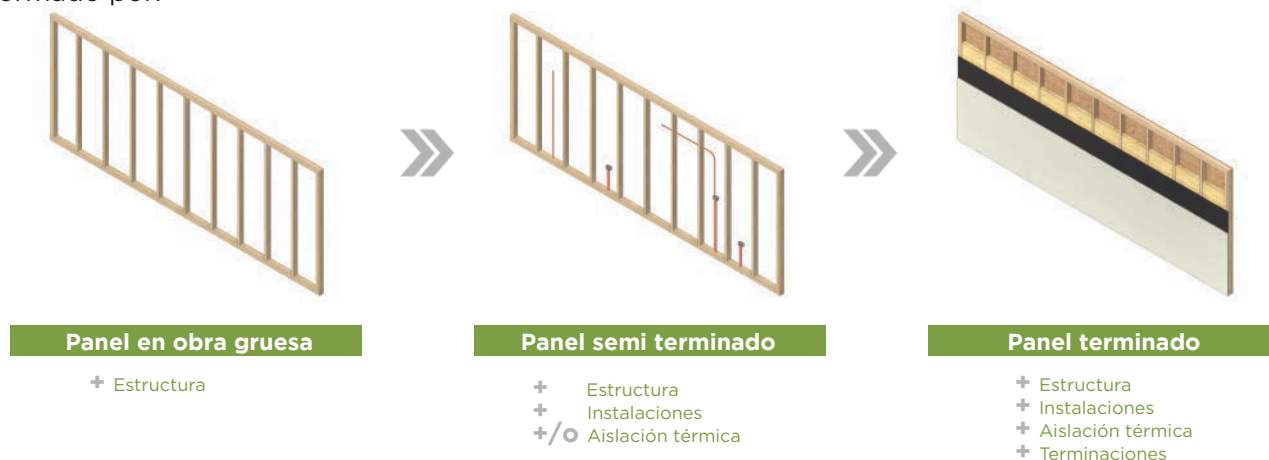 Panel en obra gruesa
+ Estructura
Panel semi terminado
+ Estructura
+ Instalaciones
+/o Aislación térmica
Panel terminado
+ Estructura
+ Instalaciones
+ Aislación térmica
+ Terminaciones